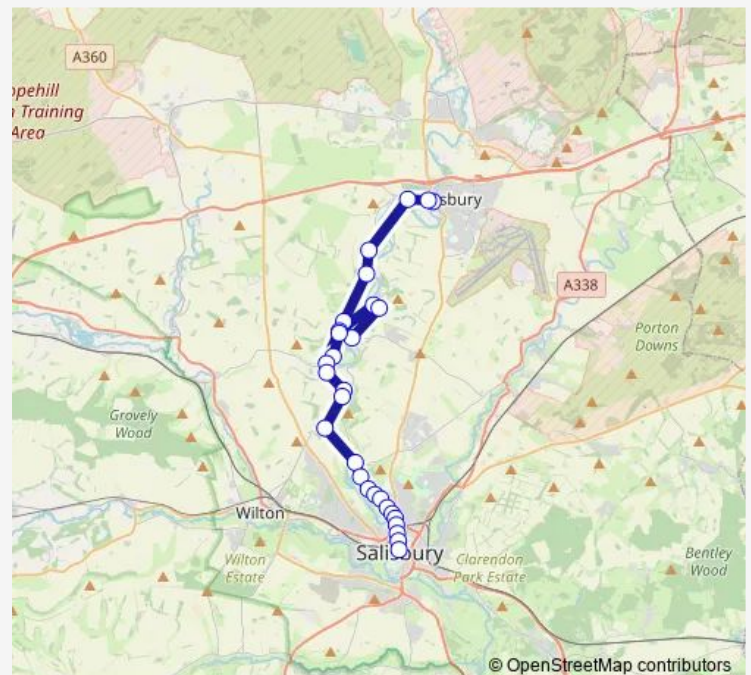 A360
opehill
n Training
Area
sbury
A338
Porton
Downs
Grovely
Wood
Wilton
Salisbury
Wilton
Estate
Clarendon
Park Estate
Bentley
Wood
© OpenStreetMap contributors